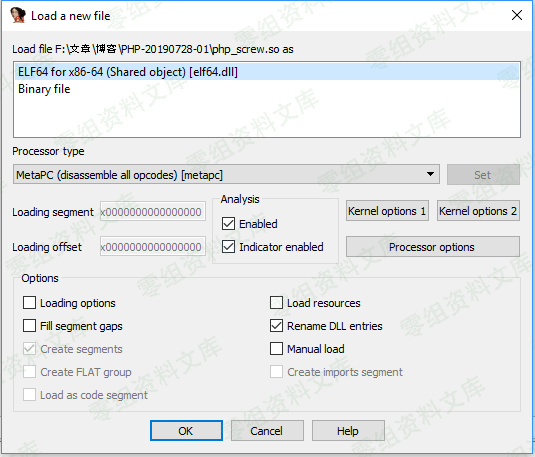 Load a new file
Load file F:\文章\博客\PHP-20190728-01\php_screw.so as
ELF64 for x86-64 (Shared object) [elf64.dll]
Binary file
Processor type
MetaPC (disassemble all opcodes) [metapc]
Set
Analysis
Loading segment
x0000000000000000
Enabled
Kernel options 1
Kernel options 2
Loading offset
x0000000000000000
Indicator enabled
Processor options
Options
Loading options
Load resources
Fill segment gaps
Rename DLL entries
Create segments
Manual load
Create FLAT group
Create imports segment
Load as code segment
OK
Cancel
Help
零组资料文库